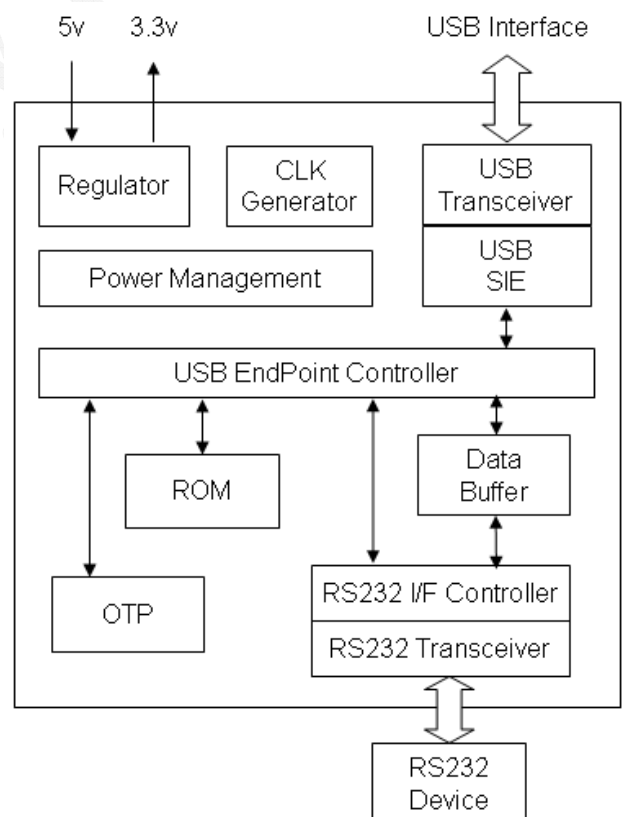 5v 3.3v USB Interface
Regulator
CLK
Generator
USB
Transceiver
USB
SIE
Power Management
USB EndPoint Controller
ROM
Data
Buffer
OTP
RS232 I/F Controller
RS232 Transceiver
RS232
Device